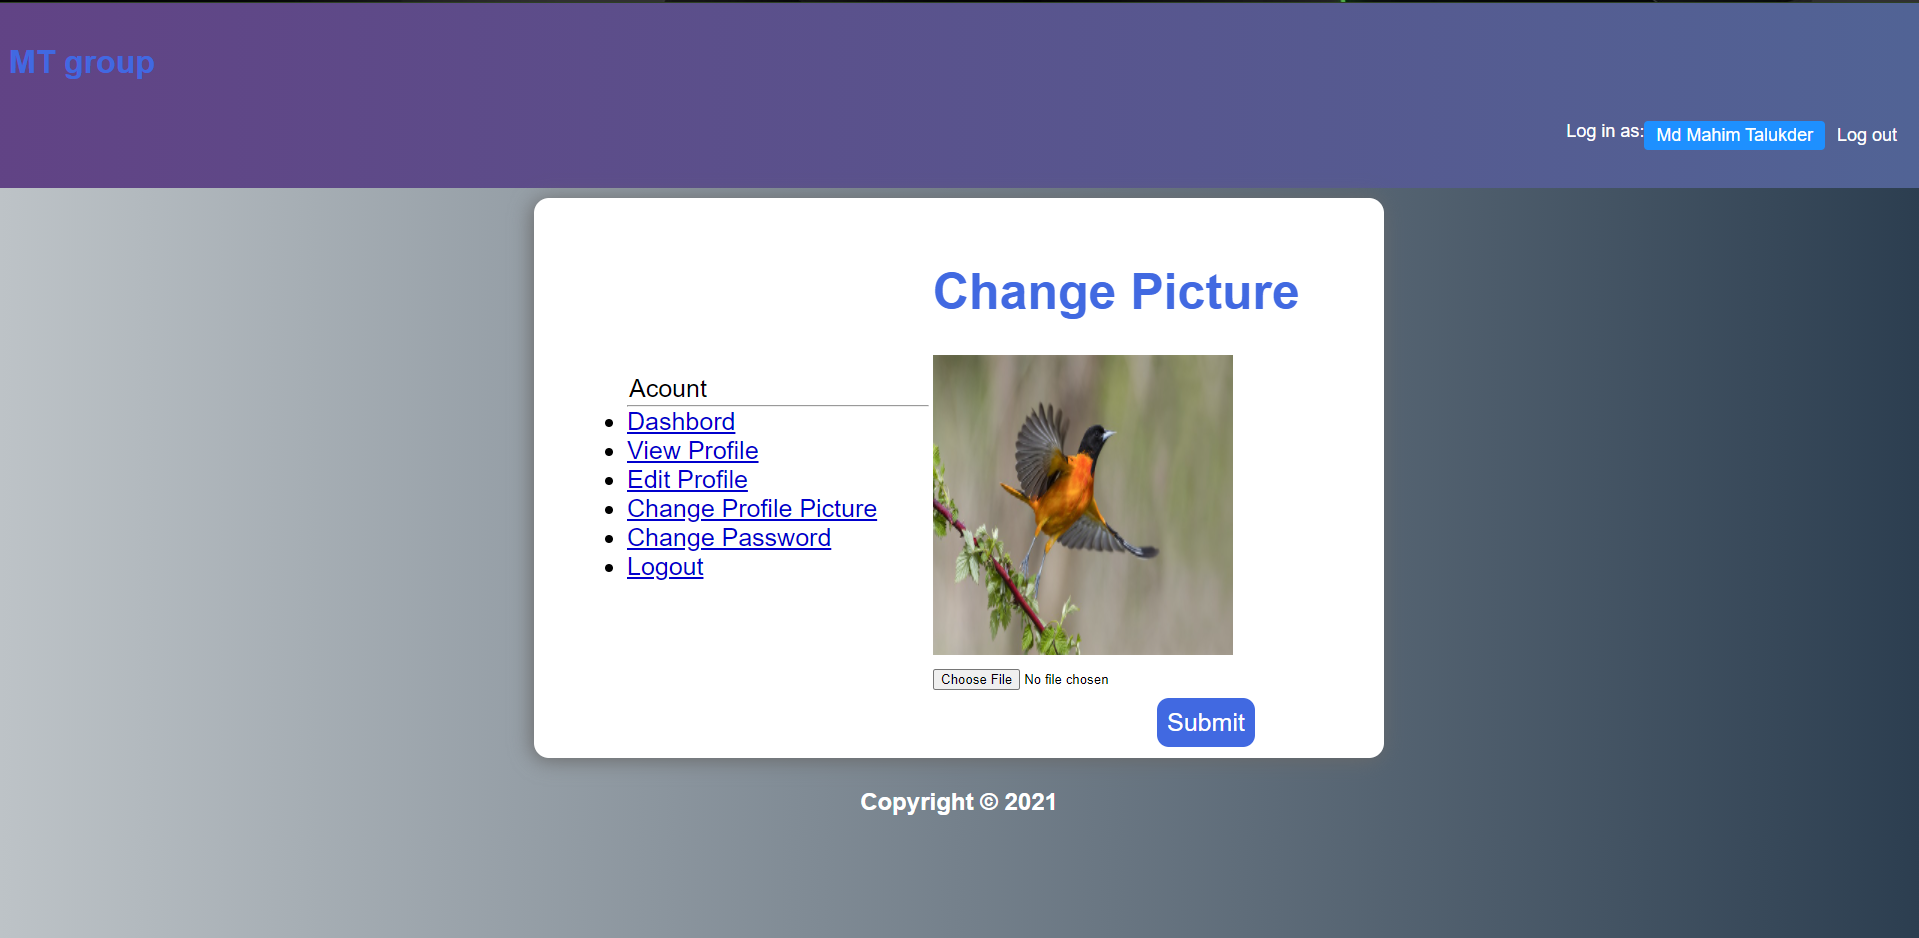 MT group
Log in as: Md Mahim Talukder Log out
Change Picture
Acount
Dashbord
View Profile
Edit Profile
Change Profile Picture
Change Password
Logout
Choose File No file chosen
Submit
Copyright © 2021